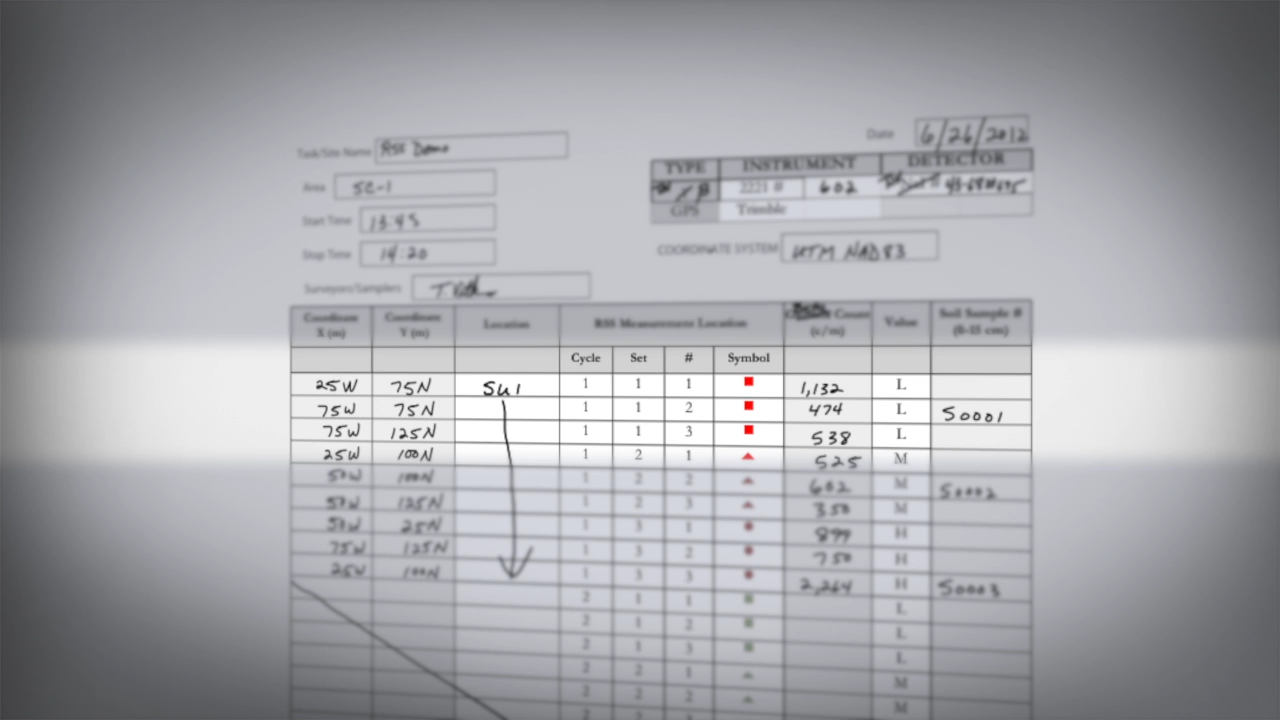 Date 6/26/2012
Task/Site Name RSS Demo
TYPE INSTRUMENT DETECTOR
Area SC-1
2221 # 602
GPS Trimble
Start Time 13:45
COORDINATE SYSTEM UTM NAD83
Stop Time 14:20
Surveyors/Samplers T.
Coordinate X (m) Coordinate Y (m) Location RSS Measurement Location Count (c/m) Value Soil Sample # (0-15 cm)
Cycle Set # Symbol
25W 75N SU1 1 1 1 1,132 L
75W 75N 1 1 2 474 L S0001
75W 125N 1 1 3 538 L
25W 100N 1 2 1 525 M
50W 100N 1 2 2 602 M S0002
50W 125N 1 2 3 350 M
50W 25N 1 3 1 899 H
75W 125N 1 3 2 750 H
25W 100N 1 3 3 2,264 H S0003
2 1 1 L
2 1 2 L
2 1 3 L
2 2 1 M
2 2 2 M